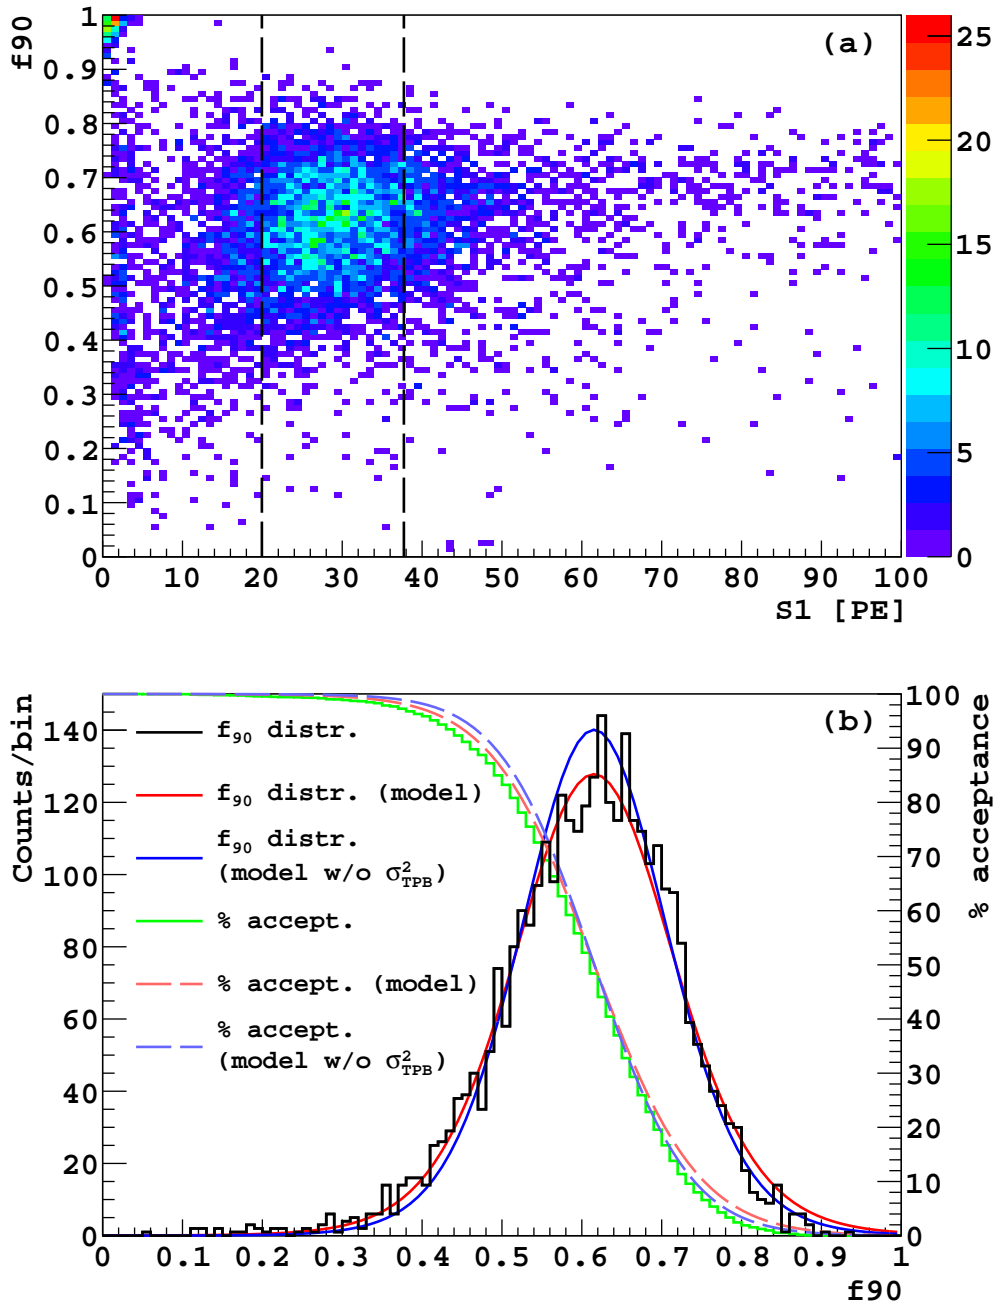 f90
(a)
1
0.9
0.8
0.7
0.6
0.5
0.4
0.3
0.2
0.1
0
25
20
15
10
5
0
0 10 20 30 40 50 60 70 80 90 100
S1 [PE]
Counts/bin
140
120
100
80
60
40
20
0
(b)
f90 distr.
f90 distr. (model)
f90 distr.
(model w/o σ²TPB)
% accept.
% accept. (model)
% accept.
(model w/o σ²TPB)
100
90
80
70
60
50
40
30
20
10
0
% acceptance
0 0.1 0.2 0.3 0.4 0.5 0.6 0.7 0.8 0.9 1
f90